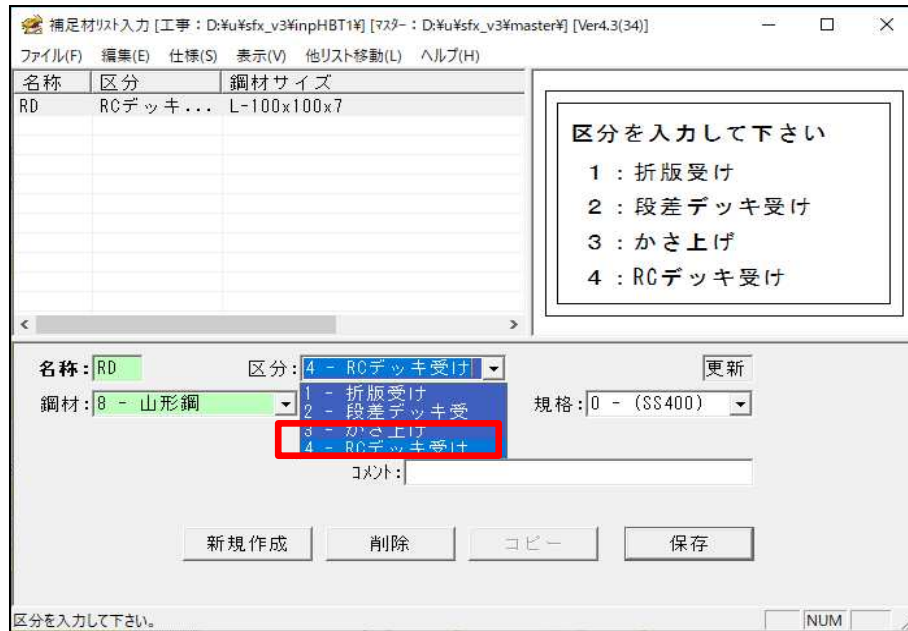 補足材リスト入力 [工事：D:¥u¥sfx_v3¥inpHBT1¥] [マスター：D:¥u¥sfx_v3¥master¥] [Ver4.3(34)]
ファイル(F) 編集(E) 仕様(S) 表示(V) 他リスト移動(L) ヘルプ(H)
名称 区分 鋼材サイズ
RD RCデッキ... L-100x100x7
区分を入力して下さい
1：折版受け
2：段差デッキ受け
3：かさ上げ
4：RCデッキ受け
名称：RD 区分：4 - RCデッキ受け 更新
鋼材：8 - 山形鋼 規格：0 - (SS400)
1 - 折版受け
2 - 段差デッキ受
3 - かさ上げ
4 - RCデッキ受け
コメント：
新規作成 削除 コピー 保存
区分を入力して下さい。 NUM